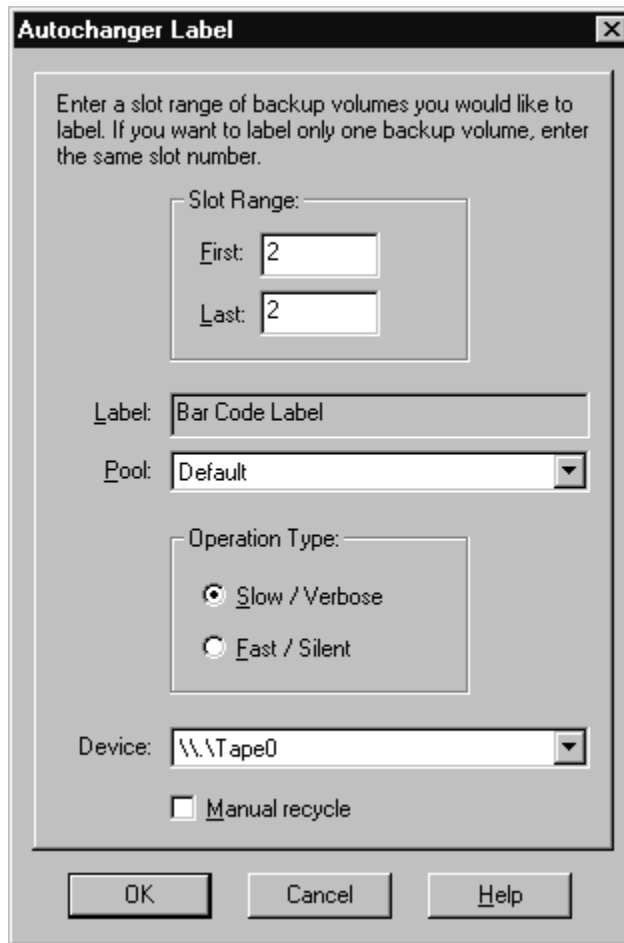 Autochanger Label
Enter a slot range of backup volumes you would like to
label. If you want to label only one backup volume, enter
the same slot number.
Slot Range:
First: 2
Last: 2
Label: Bar Code Label
Pool: Default
Operation Type:
Slow / Verbose
Fast / Silent
Device: \\.\Tape0
Manual recycle
OK Cancel Help